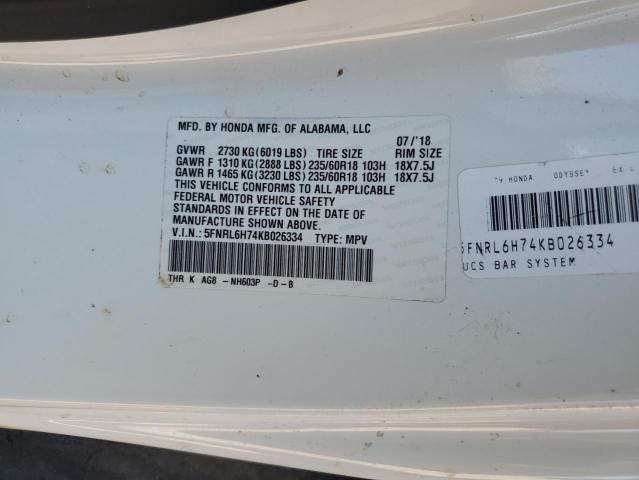 MFD. BY HONDA MFG. OF ALABAMA, LLC
07/'18
GVWR 2730 KG(6019 LBS) TIRE SIZE RIM SIZE
GAWR F 1310 KG(2888 LBS) 235/60R18 103H 18X7.5J
GAWR R 1465 KG(3230 LBS) 235/60R18 103H 18X7.5J
THIS VEHICLE CONFORMS TO ALL APPLICABLE
FEDERAL MOTOR VEHICLE SAFETY
STANDARDS IN EFFECT ON THE DATE OF
MANUFACTURE SHOWN ABOVE.
V.I.N.: 5FNRL6H74KB026334 TYPE: MPV
THR K AG8 -NH603P -D-B
9 HONDA ODYSSEY EX
5FNRL6H74KB026334
UCS BAR SYSTEM